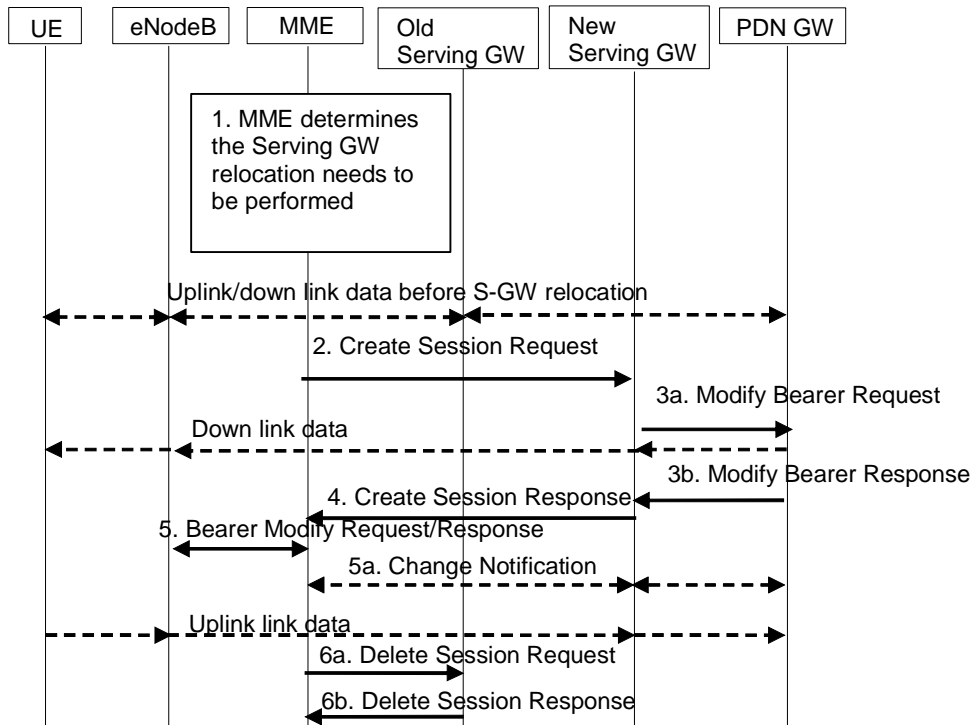 UE
eNodeB
MME
Old
Serving GW
New
Serving GW
PDN GW
1. MME determines
the Serving GW
relocation needs to
be performed
Uplink/down link data before S-GW relocation
2. Create Session Request
3a. Modify Bearer Request
Down link data
3b. Modify Bearer Response
4. Create Session Response
5. Bearer Modify Request/Response
5a. Change Notification
Uplink link data
6a. Delete Session Request
6b. Delete Session Response